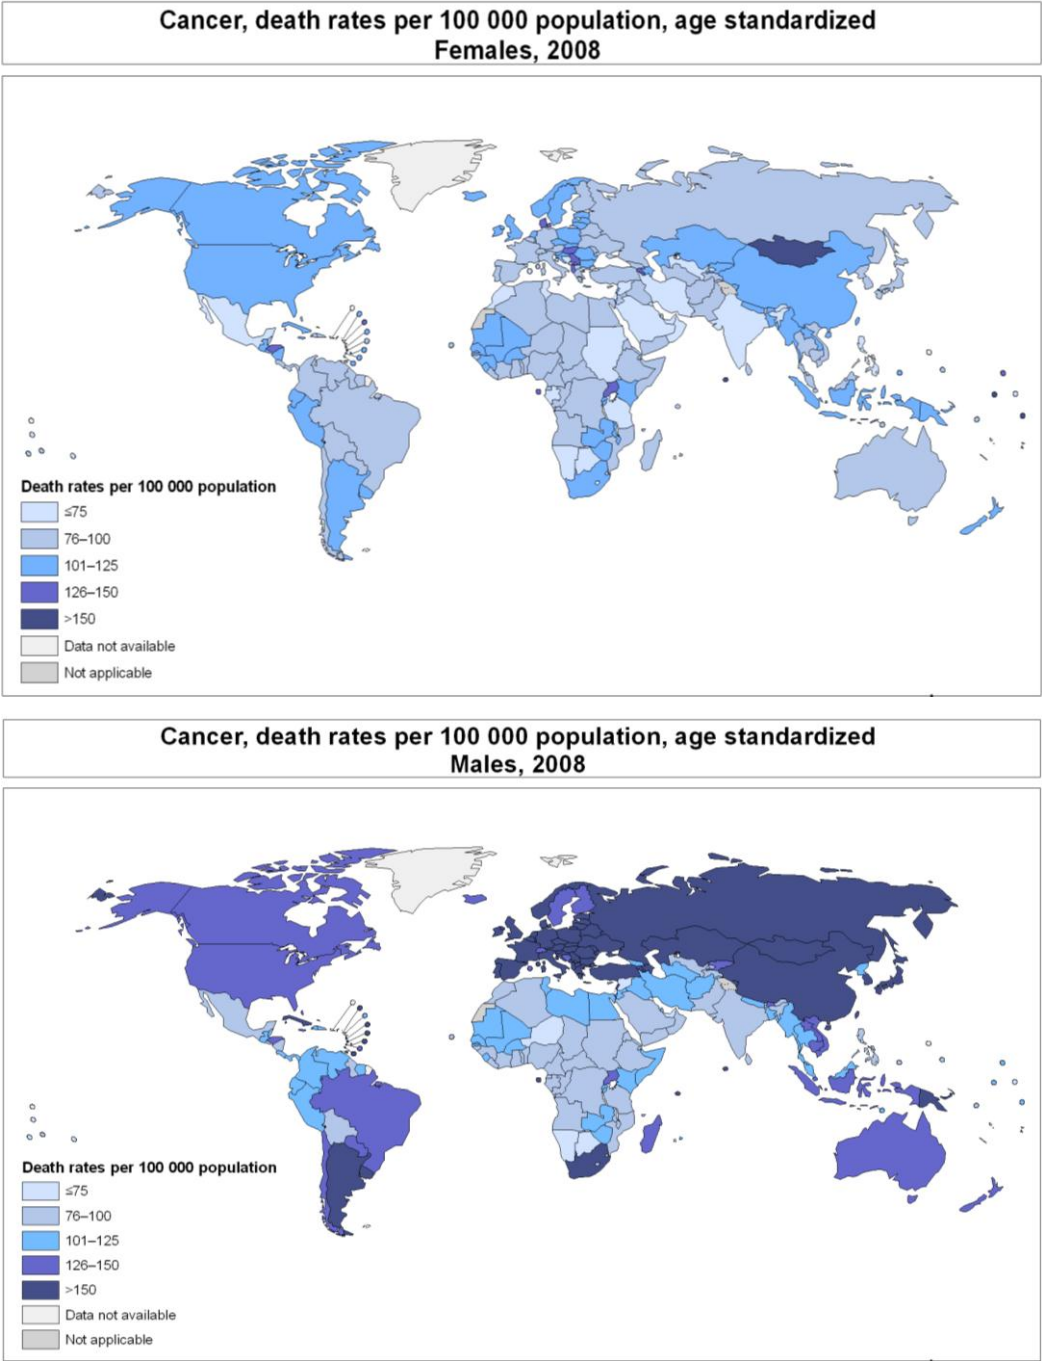 Cancer, death rates per 100 000 population, age standardized
Females, 2008
Death rates per 100 000 population
≤75
76–100
101–125
126–150
>150
Data not available
Not applicable
Cancer, death rates per 100 000 population, age standardized
Males, 2008
Death rates per 100 000 population
≤75
76–100
101–125
126–150
>150
Data not available
Not applicable